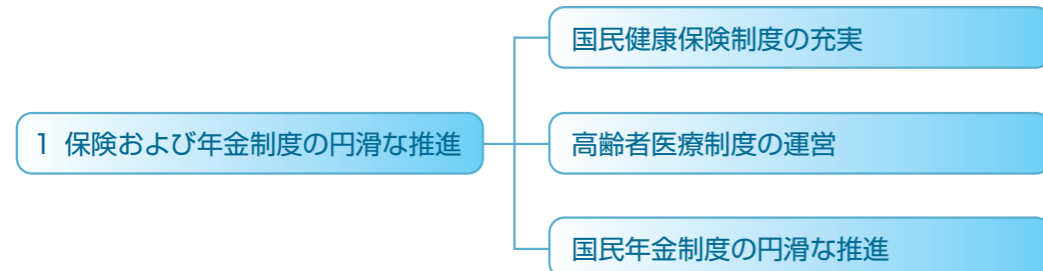 国民健康保険制度の充実
1 保険および年金制度の円滑な推進
高齢者医療制度の運営
国民年金制度の円滑な推進